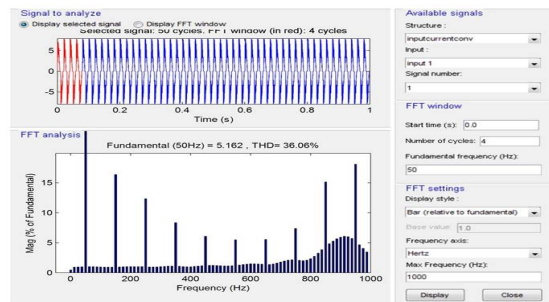 Signal to analyze
Display selected signal
Display FFT window
Selected signal: 50 cycles. FFT window (in red): 4 cycles
5
0
-5
0
0.2
0.4
0.6
0.8
1
Time (s)
FFT analysis
Fundamental (50Hz) = 5.162 , THD= 36.06%
Mag (% of Fundamental)
15
10
5
0
0
200
400
600
800
1000
Frequency (Hz)
Available signals
Structure :
inputcurrentconv
Input :
input 1
Signal number:
1
FFT window
Start time (s): 0.0
Number of cycles: 4
Fundamental frequency (Hz):
50
FFT settings
Display style :
Bar (relative to fundamental)
Base value: 1.0
Frequency axis:
Hertz
Max Frequency (Hz):
1000
Display
Close